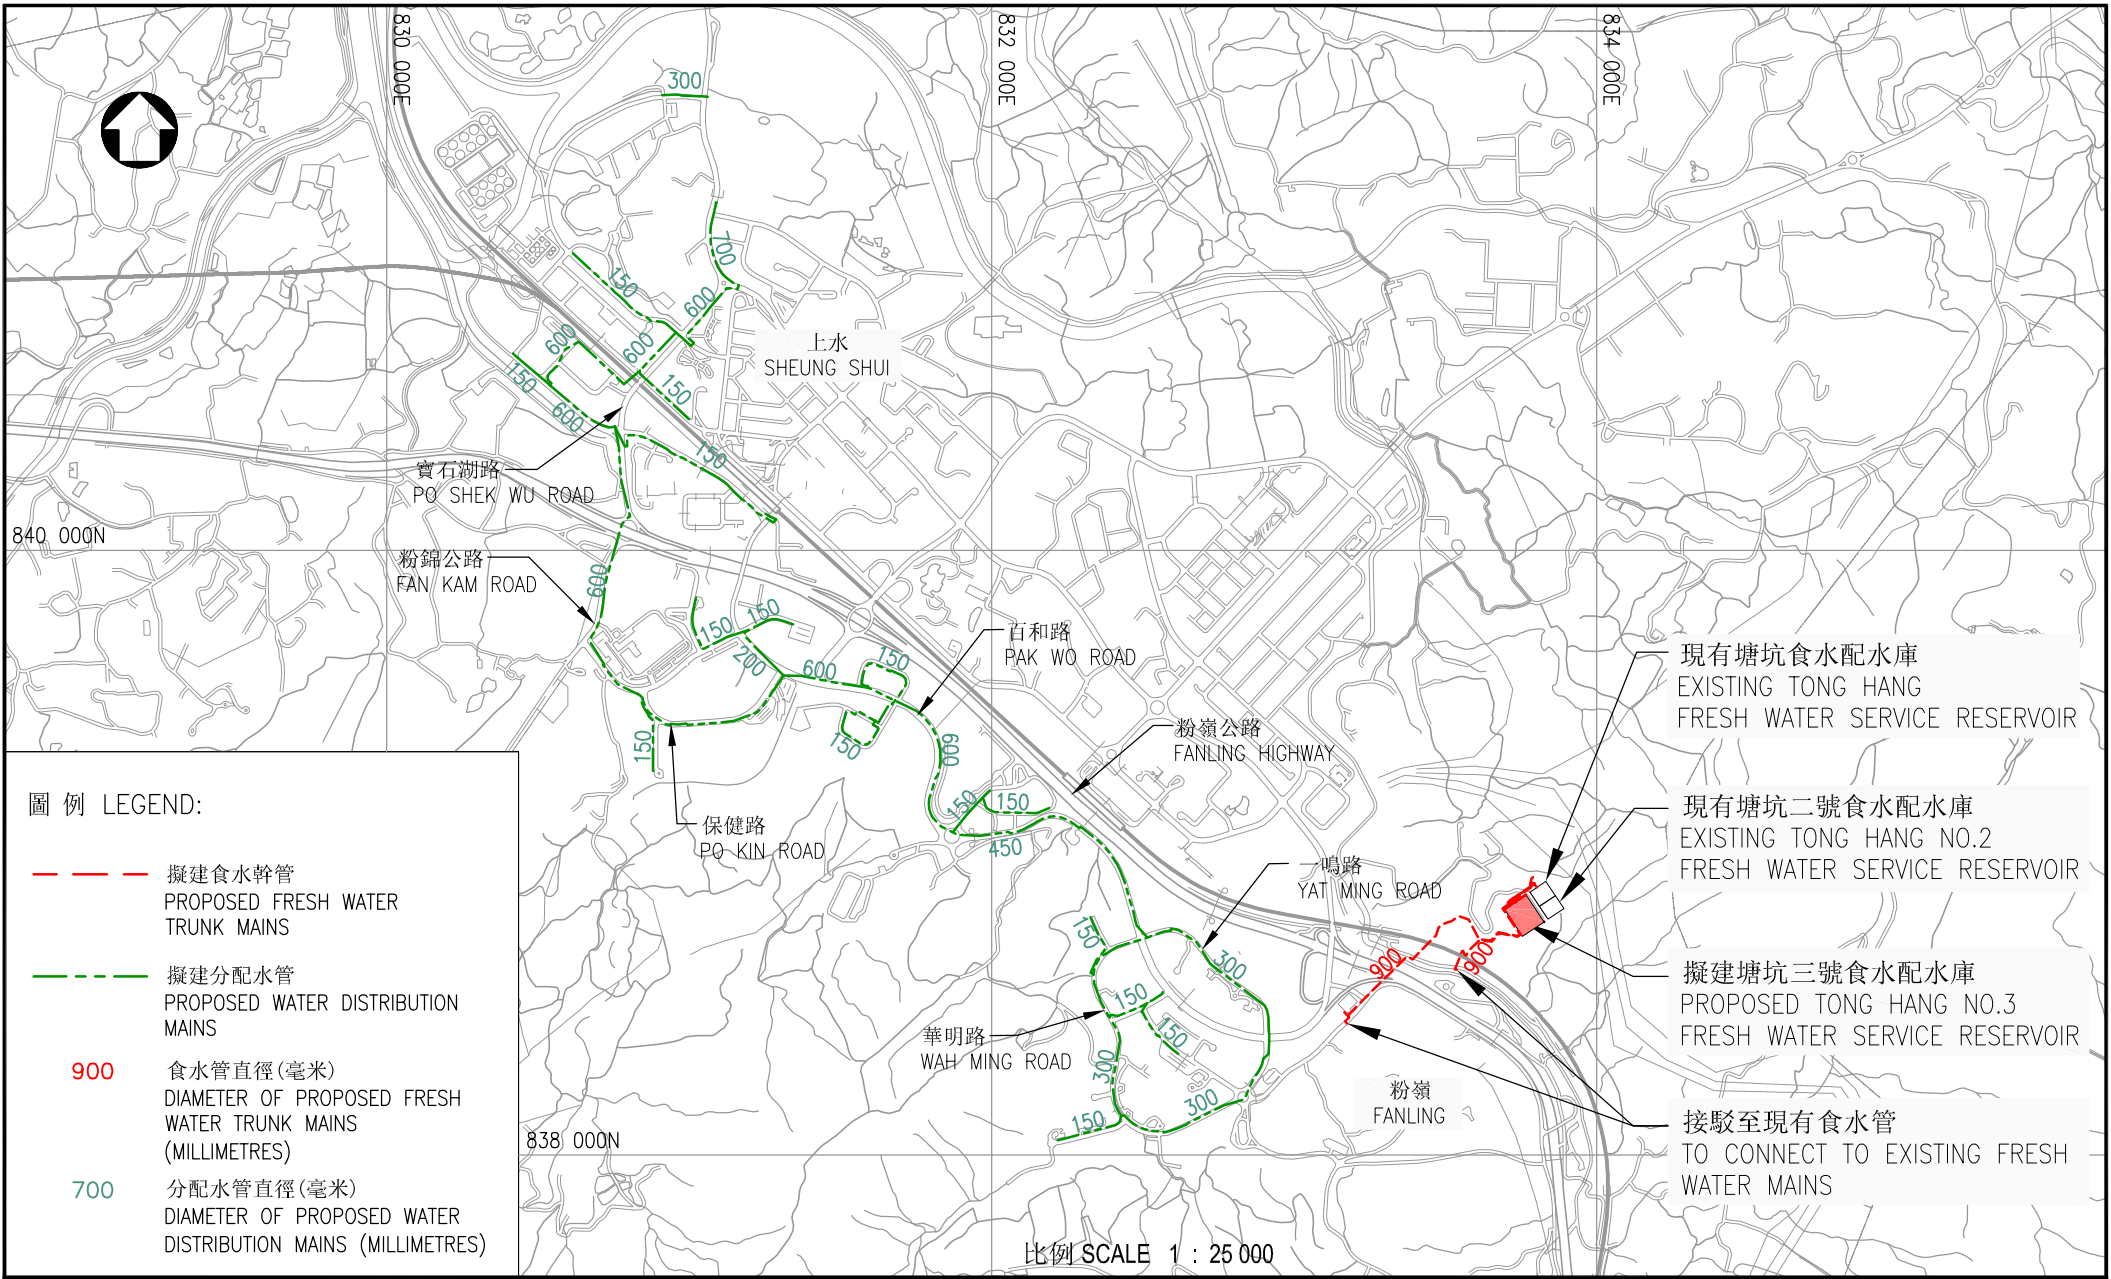 830 000E
832 000E
834 000E
300
700
150
600
上水
SHEUNG SHUI
600
600
150
150
600
150
寶石湖路
PO SHEK WU ROAD
840 000N
粉錦公路
FAN KAM ROAD
600
150
150
200
600
150
百和路
PAK WO ROAD
150
150
600
粉嶺公路
FANLING HIGHWAY
150
150
450
保健路
PO KIN ROAD
一鳴路
YAT MING ROAD
150
300
150
150
華明路
WAH MING ROAD
300
300
150
900
900
粉嶺
FANLING
838 000N
現有塘坑食水配水庫
EXISTING TONG HANG
FRESH WATER SERVICE RESERVOIR
現有塘坑二號食水配水庫
EXISTING TONG HANG NO.2
FRESH WATER SERVICE RESERVOIR
擬建塘坑三號食水配水庫
PROPOSED TONG HANG NO.3
FRESH WATER SERVICE RESERVOIR
接駁至現有食水管
TO CONNECT TO EXISTING FRESH
WATER MAINS
圖例 LEGEND:
擬建食水幹管
PROPOSED FRESH WATER
TRUNK MAINS
擬建分配水管
PROPOSED WATER DISTRIBUTION
MAINS
900 食水管直徑(毫米)
DIAMETER OF PROPOSED FRESH
WATER TRUNK MAINS
(MILLIMETRES)
700 分配水管直徑(毫米)
DIAMETER OF PROPOSED WATER
DISTRIBUTION MAINS (MILLIMETRES)
比例 SCALE 1 : 25 000